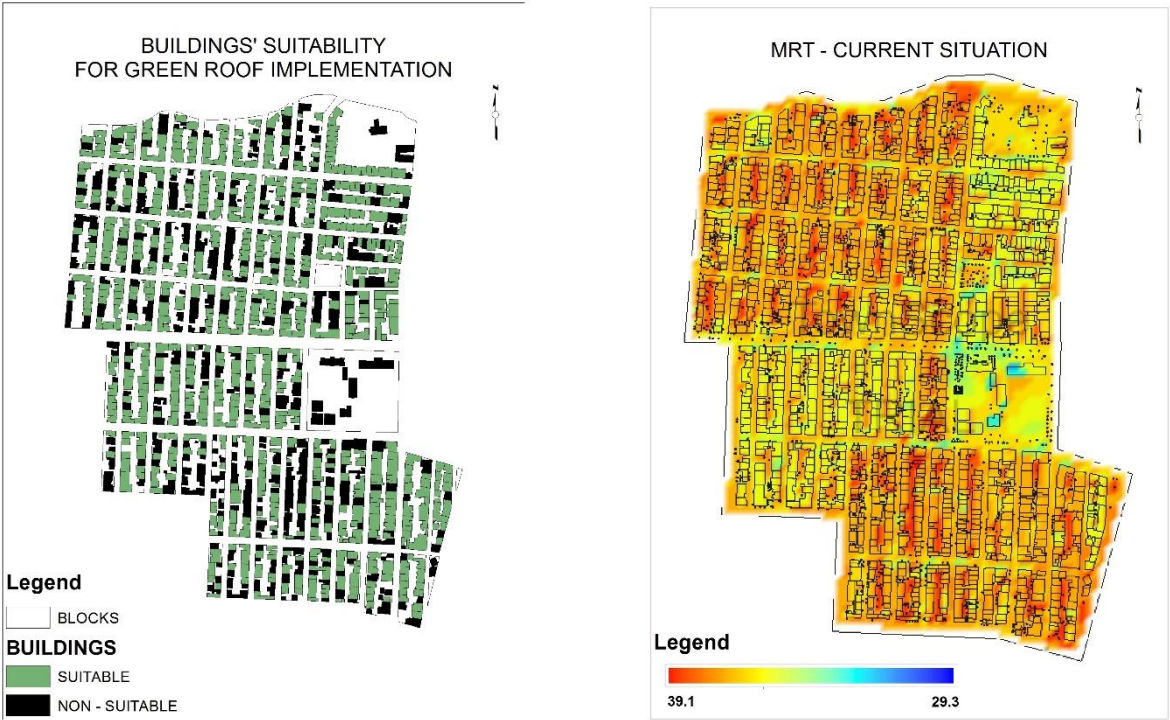 BUILDINGS' SUITABILITY
FOR GREEN ROOF IMPLEMENTATION
N
Legend
BLOCKS
BUILDINGS
SUITABLE
NON - SUITABLE
MRT - CURRENT SITUATION
N
Legend
39.1
29.3